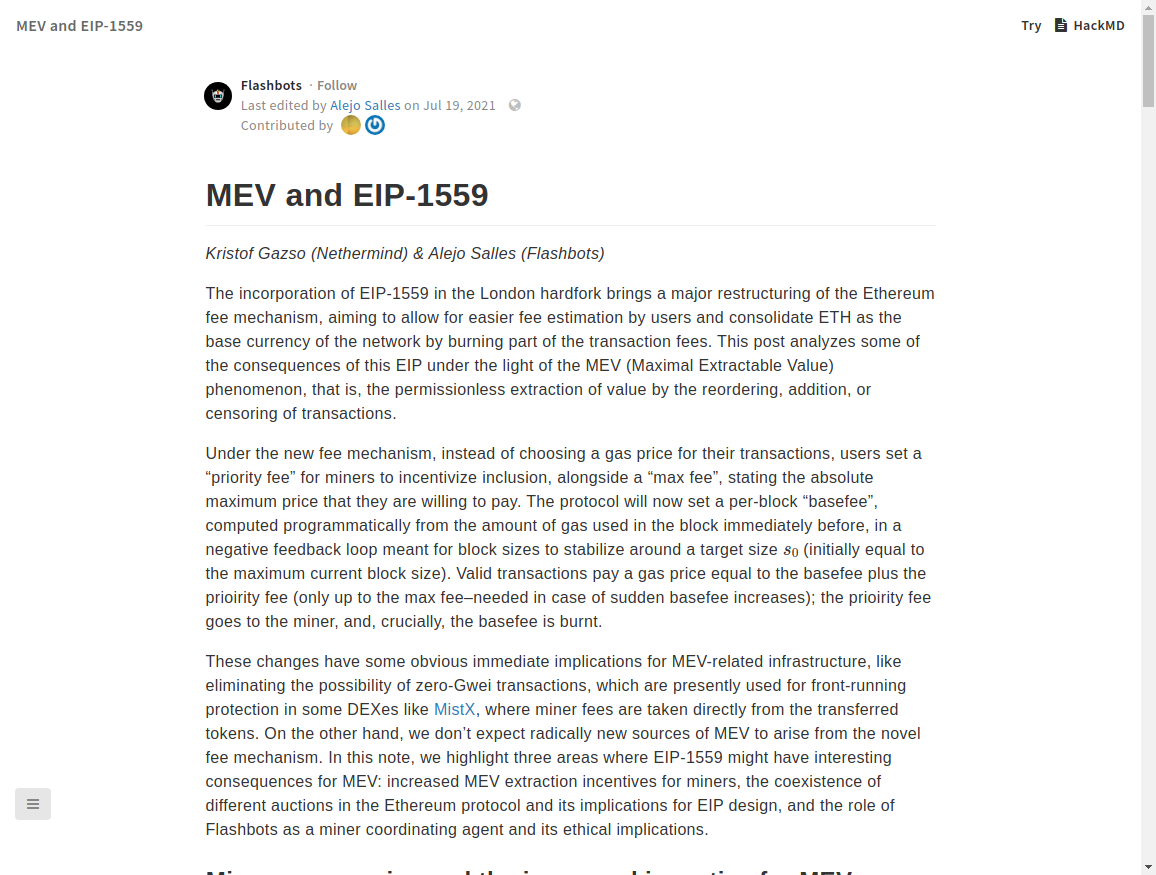 MEV and EIP-1559
Try HackMD
Flashbots · Follow
Last edited by Alejo Salles on Jul 19, 2021
Contributed by
MEV and EIP-1559
Kristof Gazso (Nethermind) & Alejo Salles (Flashbots)
The incorporation of EIP-1559 in the London hardfork brings a major restructuring of the Ethereum
fee mechanism, aiming to allow for easier fee estimation by users and consolidate ETH as the
base currency of the network by burning part of the transaction fees. This post analyzes some of
the consequences of this EIP under the light of the MEV (Maximal Extractable Value)
phenomenon, that is, the permissionless extraction of value by the reordering, addition, or
censoring of transactions.
Under the new fee mechanism, instead of choosing a gas price for their transactions, users set a
“priority fee” for miners to incentivize inclusion, alongside a “max fee”, stating the absolute
maximum price that they are willing to pay. The protocol will now set a per-block “basefee”,
computed programmatically from the amount of gas used in the block immediately before, in a
negative feedback loop meant for block sizes to stabilize around a target size s₀ (initially equal to
the maximum current block size). Valid transactions pay a gas price equal to the basefee plus the
prioirity fee (only up to the max fee–needed in case of sudden basefee increases); the prioirity fee
goes to the miner, and, crucially, the basefee is burnt.
These changes have some obvious immediate implications for MEV-related infrastructure, like
eliminating the possibility of zero-Gwei transactions, which are presently used for front-running
protection in some DEXes like MistX, where miner fees are taken directly from the transferred
tokens. On the other hand, we don’t expect radically new sources of MEV to arise from the novel
fee mechanism. In this note, we highlight three areas where EIP-1559 might have interesting
consequences for MEV: increased MEV extraction incentives for miners, the coexistence of
different auctions in the Ethereum protocol and its implications for EIP design, and the role of
Flashbots as a miner coordinating agent and its ethical implications.